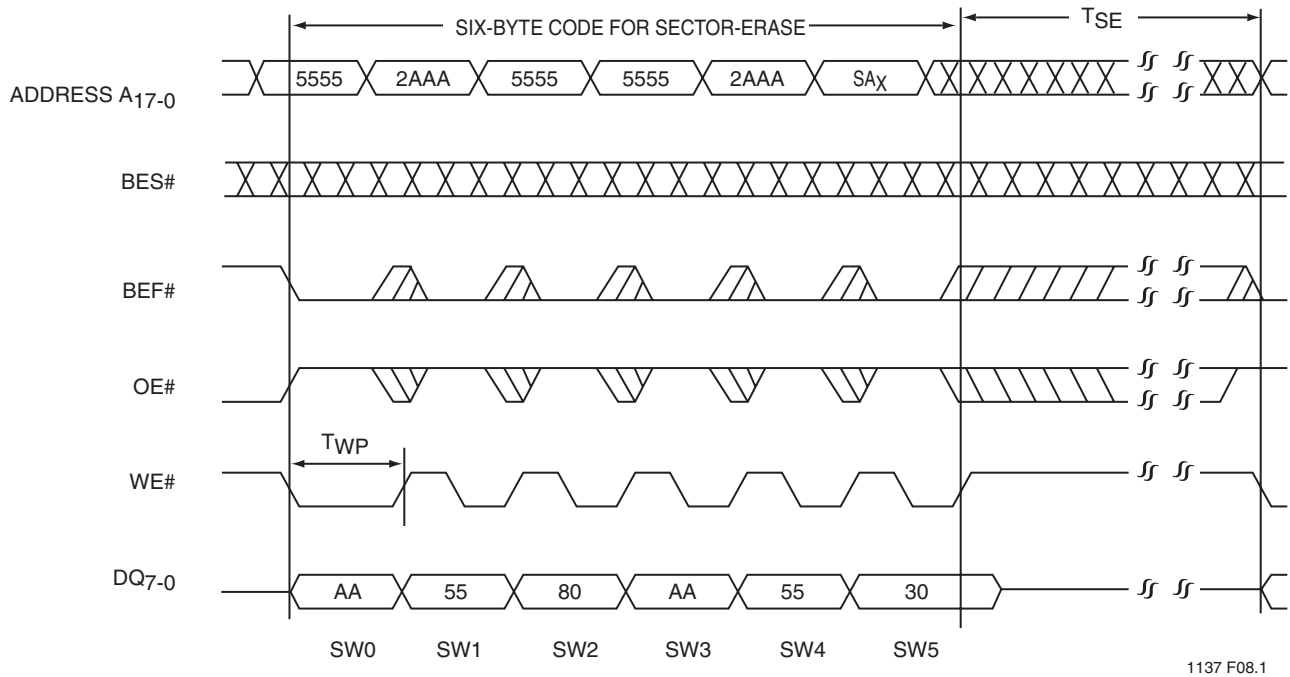 SIX-BYTE CODE FOR SECTOR-ERASE TSE
ADDRESS A17-0 5555 2AAA 5555 5555 2AAA SAX
BES#
BEF#
OE#
TWP
WE#
DQ7-0 AA 55 80 AA 55 30
SW0 SW1 SW2 SW3 SW4 SW5
1137 F08.1